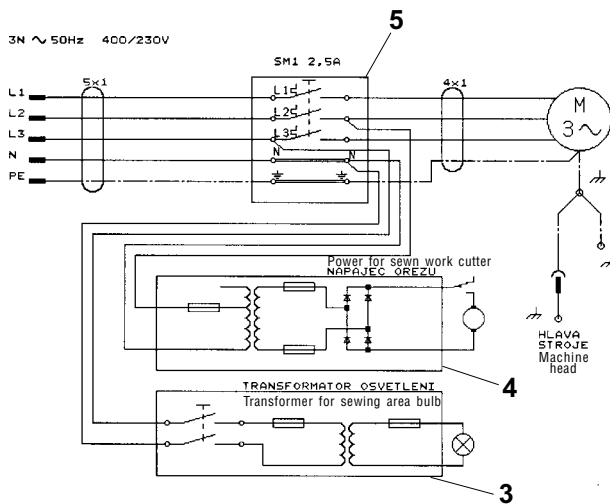 5
3N ∿ 50Hz 400/230V
SM1 2,5A
5x1
4x1
L1
L1
L2
L2
M
3 ∿
L3
L3
N
N
N
PE
Power for sewn work cutter
NAPAJEC OREZU
HLAVA
STROJE
Machine
head
4
TRANSFORMATOR OSVETLENI
Transformer for sewing area bulb
3